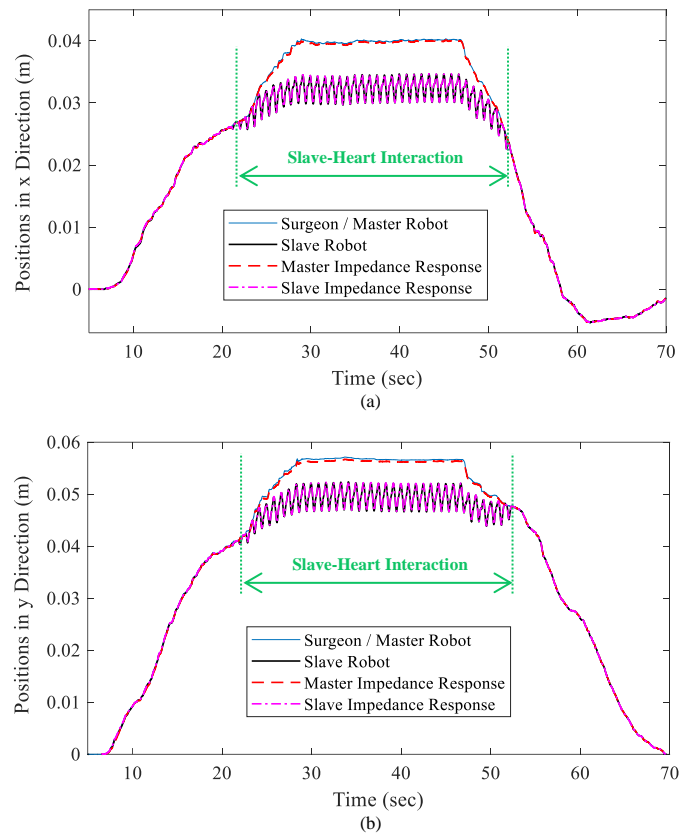 Positions in x Direction (m)
0.04
0.03
0.02
0.01
0
Slave-Heart Interaction
Surgeon / Master Robot
Slave Robot
Master Impedance Response
Slave Impedance Response
10 20 30 40 50 60 70
Time (sec)
(a)
Positions in y Direction (m)
0.06
0.05
0.04
0.03
0.02
0.01
0
Slave-Heart Interaction
Surgeon / Master Robot
Slave Robot
Master Impedance Response
Slave Impedance Response
10 20 30 40 50 60 70
Time (sec)
(b)